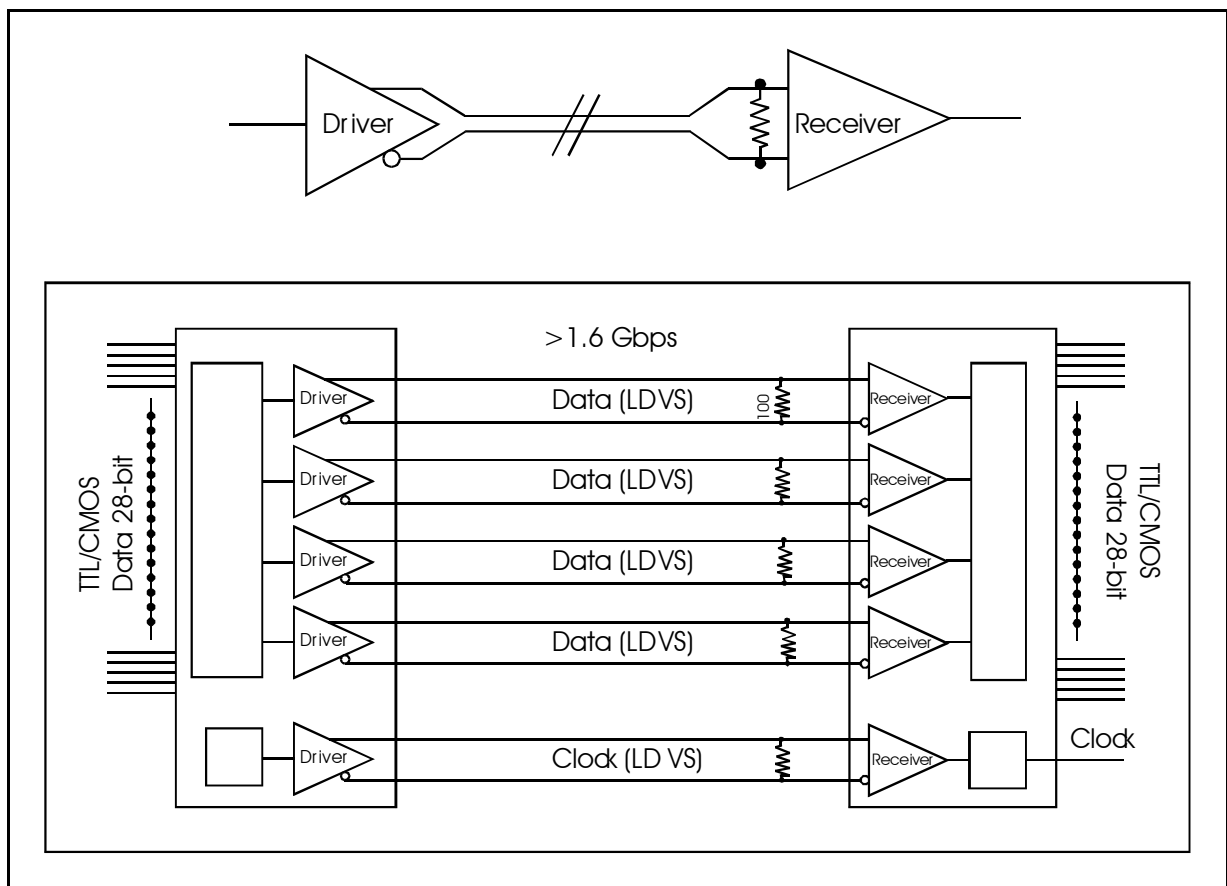 Driver
Receiver
>1.6 Gbps
Driver
Data (LDVS)
100
Receiver
Driver
Data (LDVS)
Receiver
TTL/CMOS
Data 28-bit
TTL/CMOS
Data 28-bit
Driver
Data (LDVS)
Receiver
Driver
Data (LDVS)
Receiver
Driver
Clock (LD VS)
Receiver
Clock